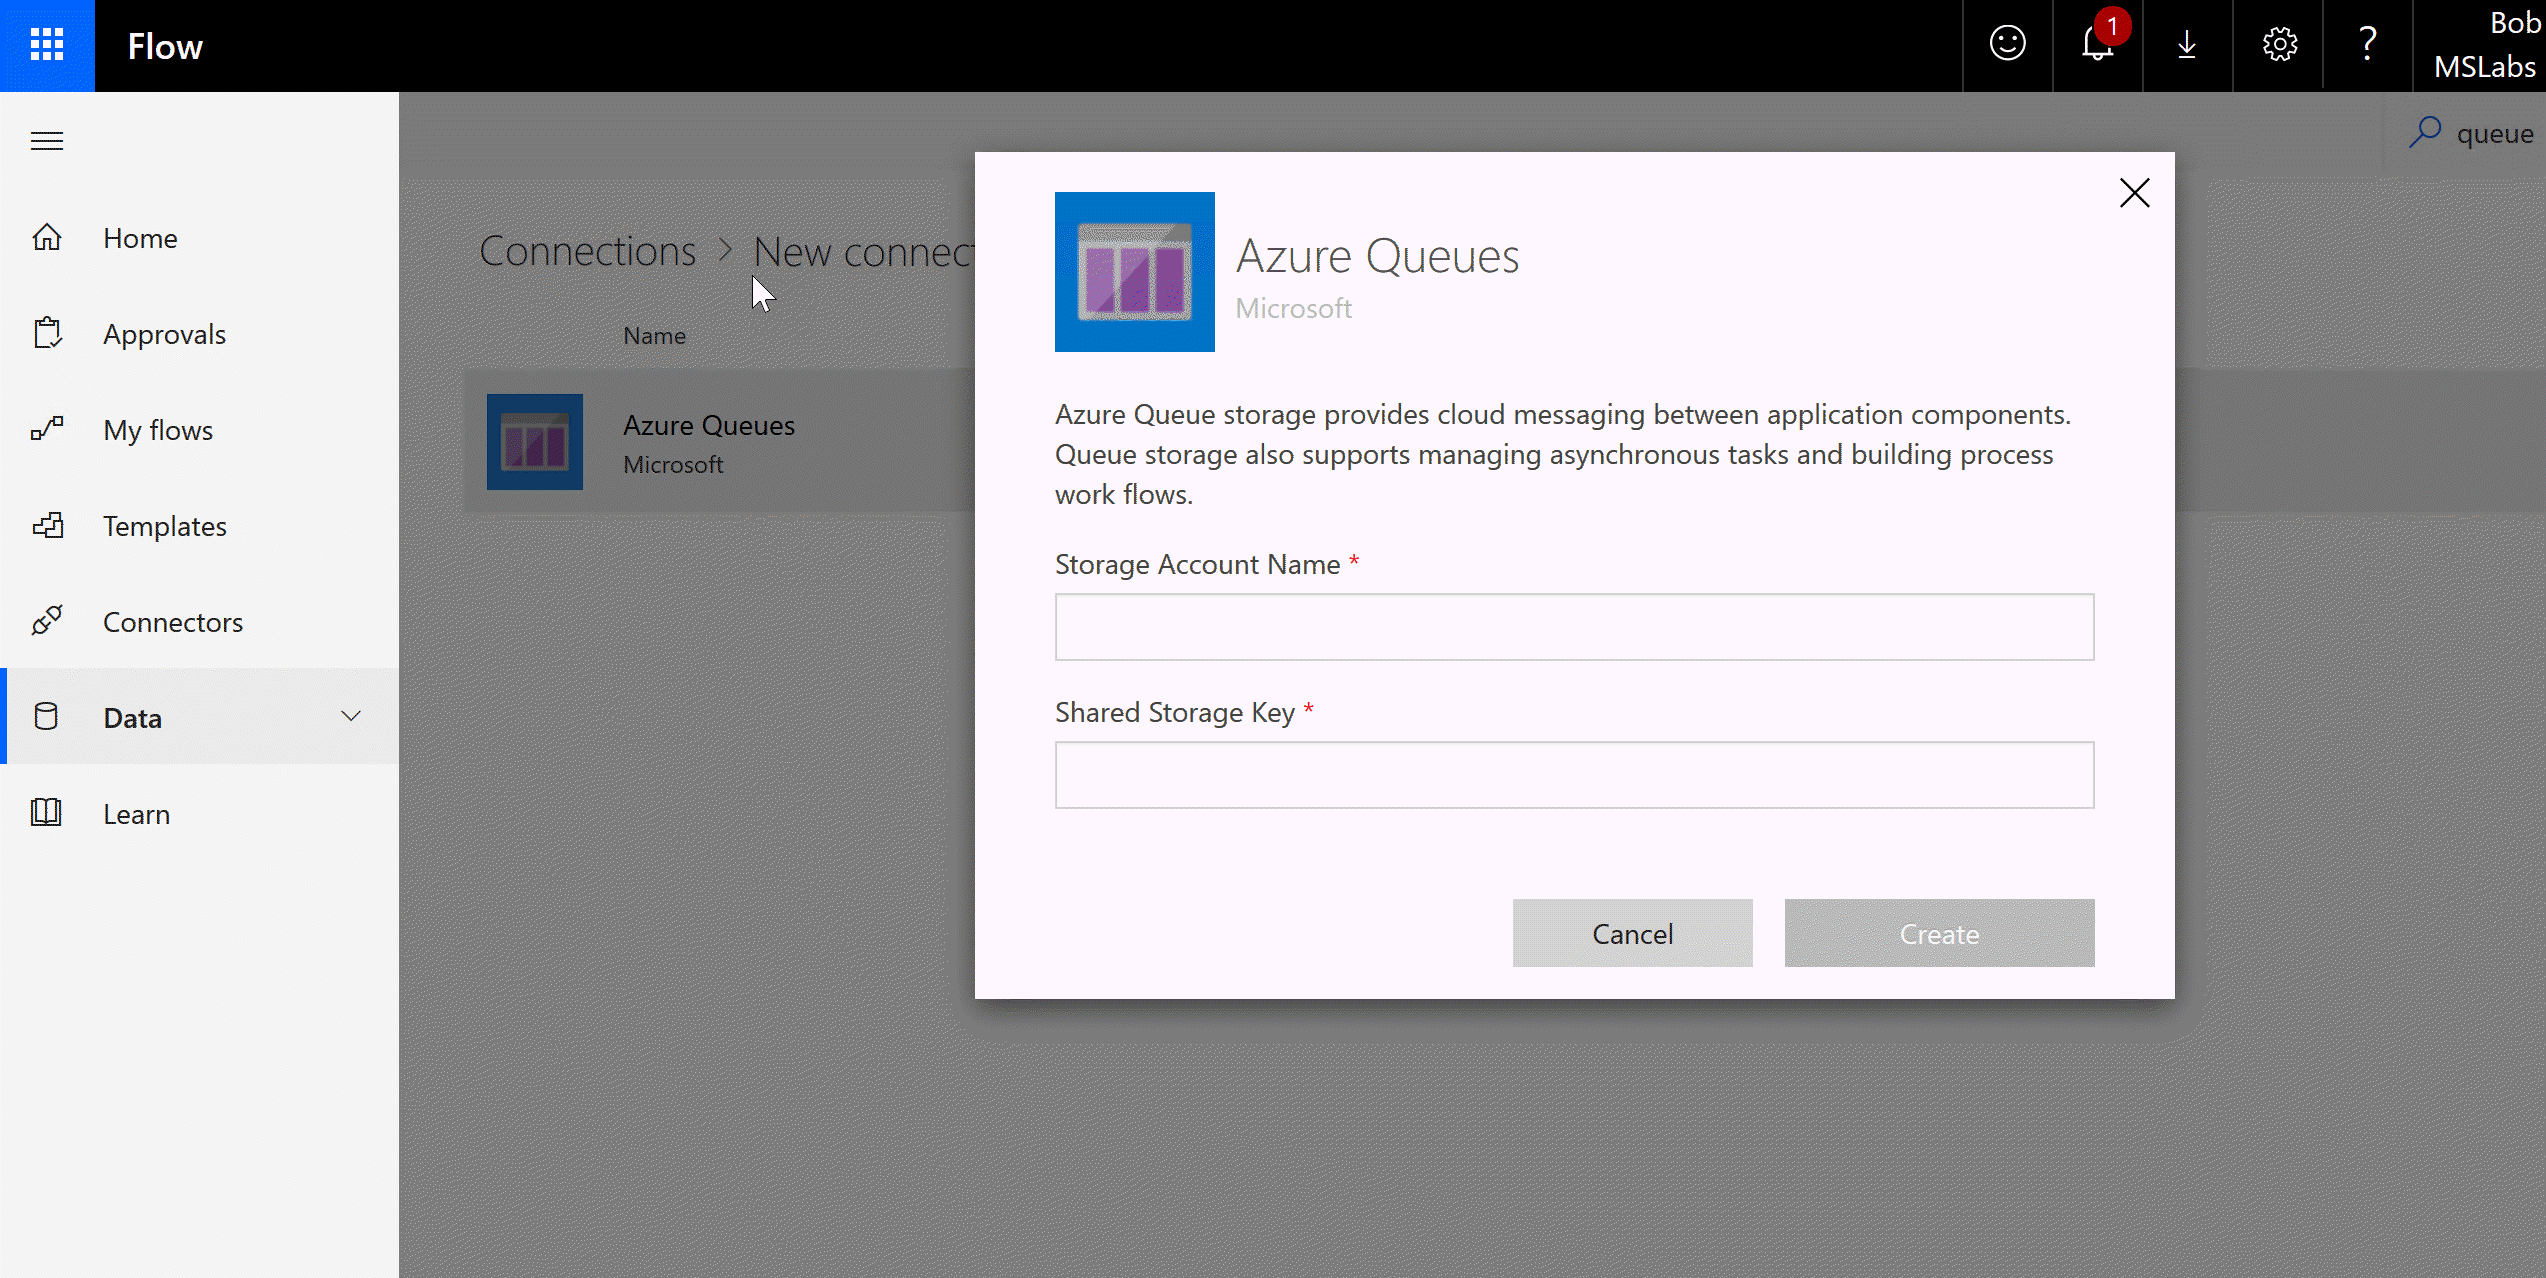 Flow
1
?
Bob
MSLabs
queue
Home
Approvals
My flows
Templates
Connectors
Data
Learn
Connections > New connect
Name
Azure Queues
Microsoft
Azure Queues
Microsoft
Azure Queue storage provides cloud messaging between application components.
Queue storage also supports managing asynchronous tasks and building process
work flows.
Storage Account Name *
Shared Storage Key *
Cancel
Create